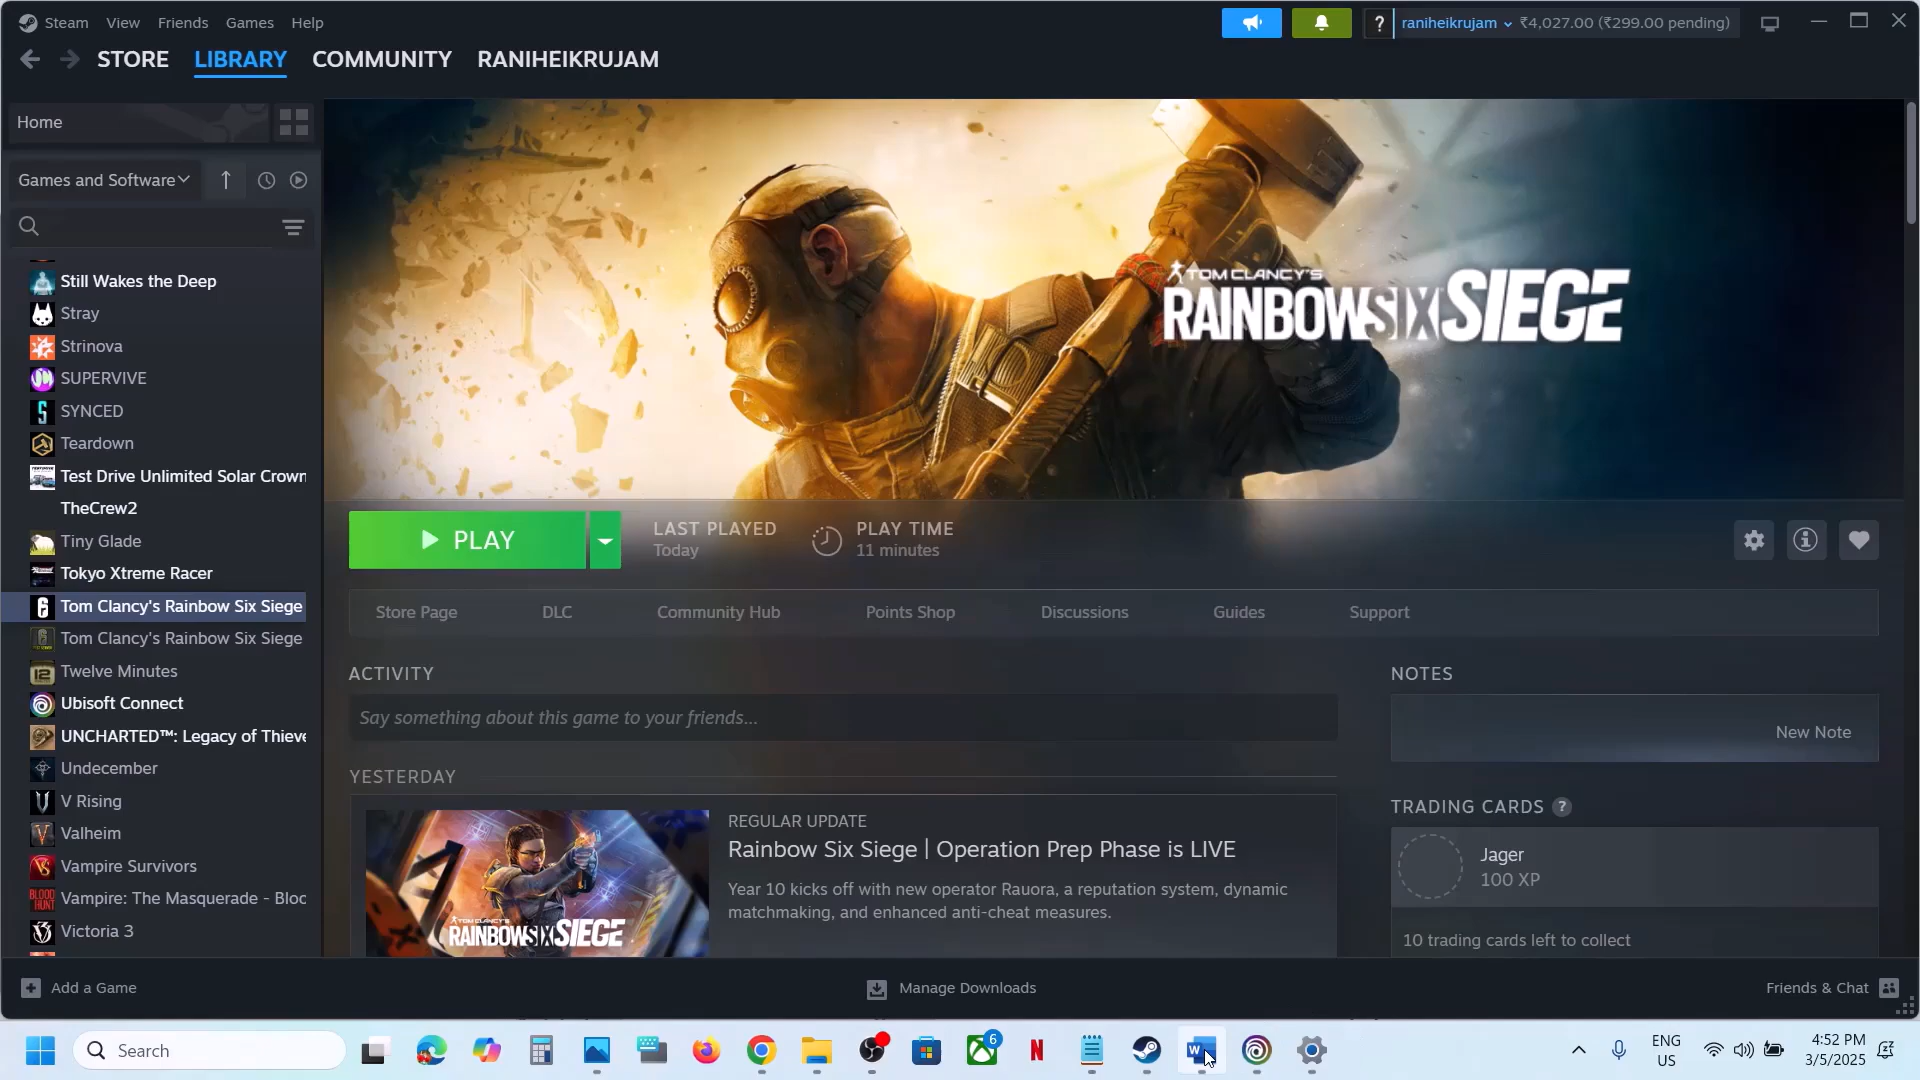 Steam View Friends Games Help
raniheikrujam ₹4,027.00 (₹299.00 pending)
STORE LIBRARY COMMUNITY RANIHEIKRUJAM
Home
Games and Software
Still Wakes the Deep
Stray
Strinova
SUPERVIVE
SYNCED
Teardown
Test Drive Unlimited Solar Crown
TheCrew2
Tiny Glade
Tokyo Xtreme Racer
Tom Clancy's Rainbow Six Siege
Tom Clancy's Rainbow Six Siege
Twelve Minutes
Ubisoft Connect
UNCHARTED™: Legacy of Thieve
Undecember
V Rising
Valheim
Vampire Survivors
Vampire: The Masquerade - Bloo
Victoria 3
Add a Game
TOM CLANCY'S
RAINBOWSIX SIEGE
PLAY
LAST PLAYED
Today
PLAY TIME
11 minutes
Store Page DLC Community Hub Points Shop Discussions Guides Support
ACTIVITY
Say something about this game to your friends...
YESTERDAY
TOM CLANCY'S
RAINBOWSIX SIEGE
REGULAR UPDATE
Rainbow Six Siege | Operation Prep Phase is LIVE
Year 10 kicks off with new operator Rauora, a reputation system, dynamic
matchmaking, and enhanced anti-cheat measures.
NOTES
New Note
TRADING CARDS ?
Jager
100 XP
10 trading cards left to collect
Manage Downloads
Friends & Chat
Search
6
ENG
US
4:52 PM
3/5/2025